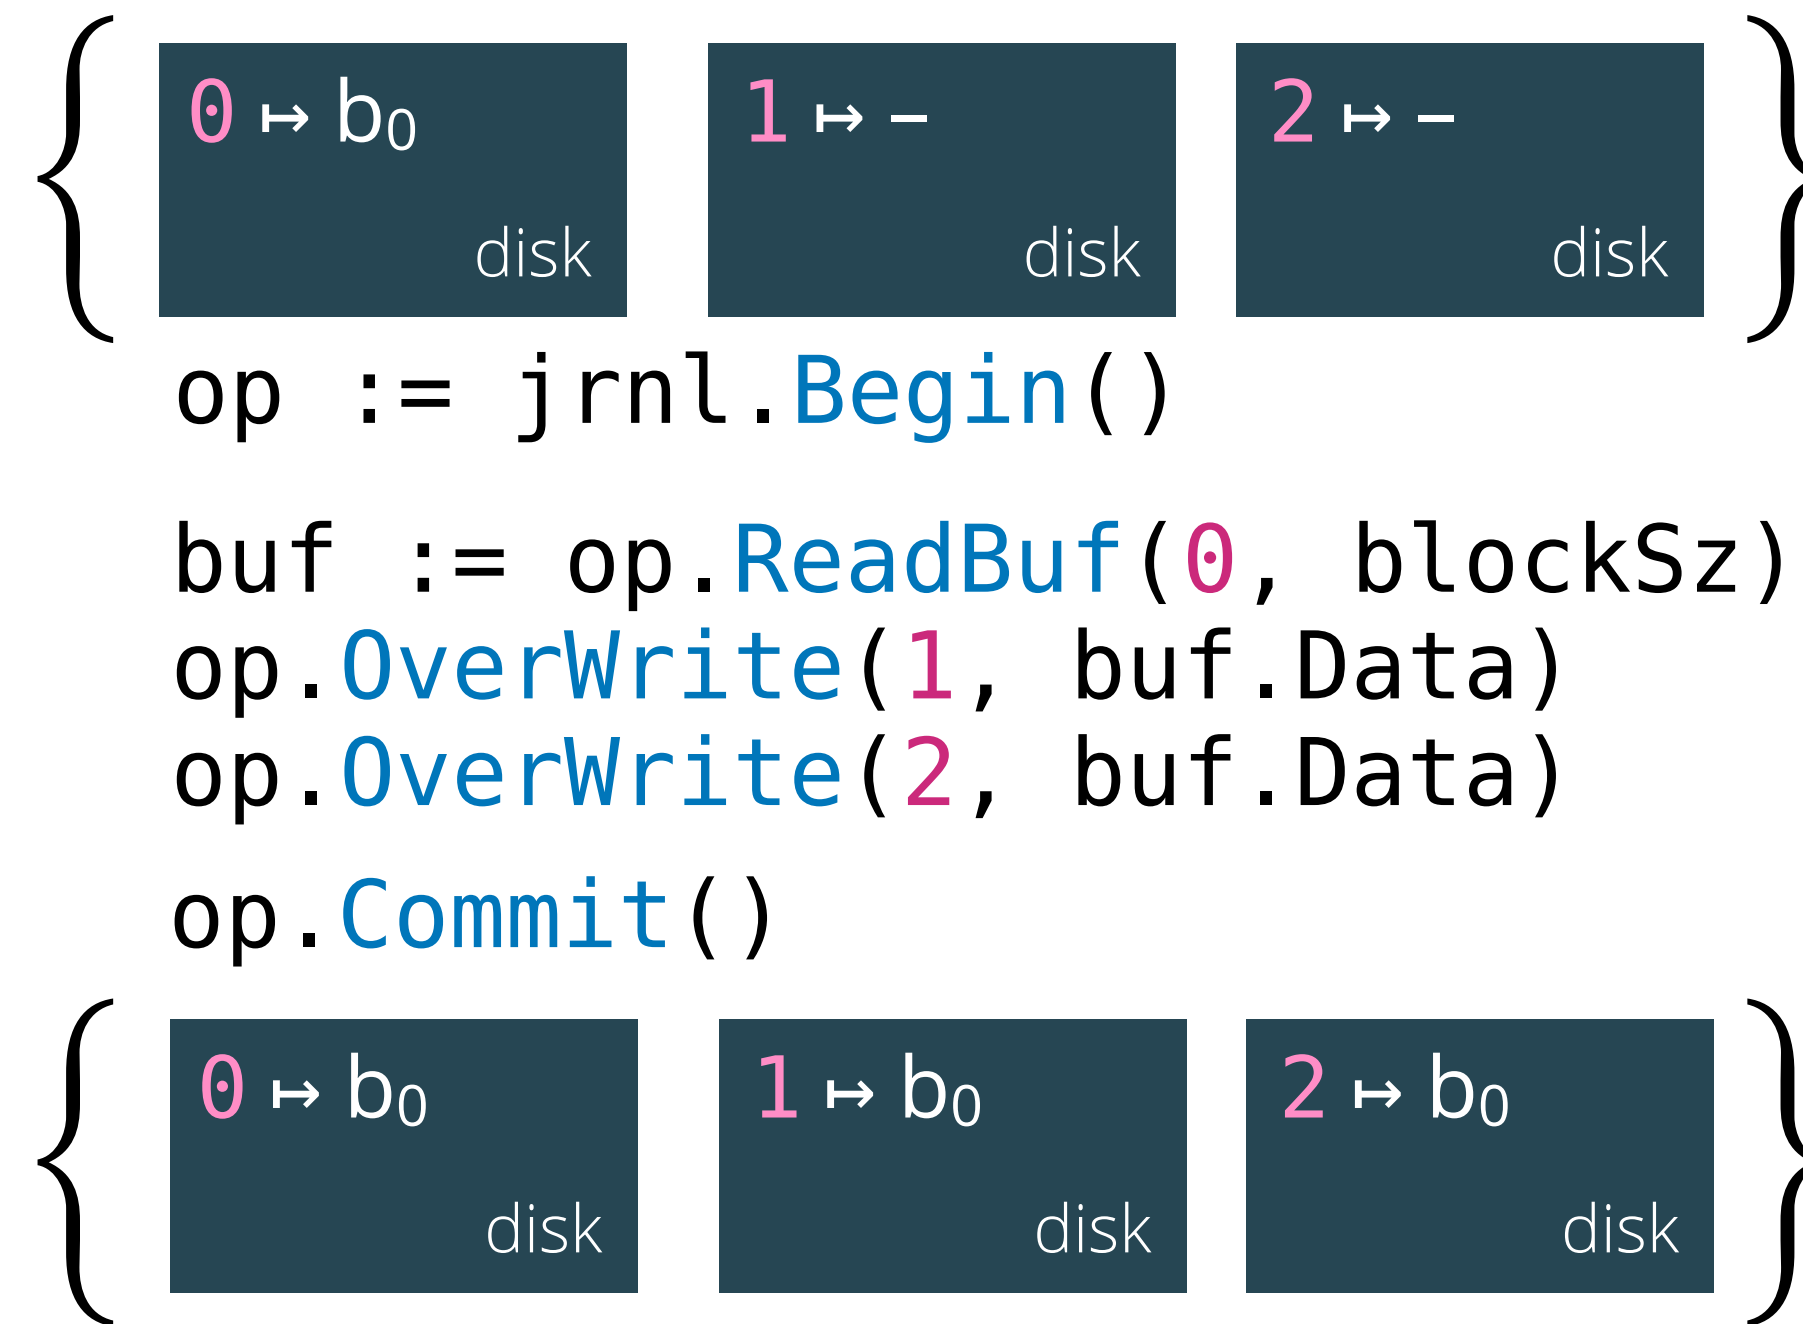 { 0 ↦ b₀ 1 ↦ – 2 ↦ – }
disk disk disk
op := jrnl.Begin()
buf := op.ReadBuf(0, blockSz)
op.OverWrite(1, buf.Data)
op.OverWrite(2, buf.Data)
op.Commit()
{ 0 ↦ b₀ 1 ↦ b₀ 2 ↦ b₀ }
disk disk disk